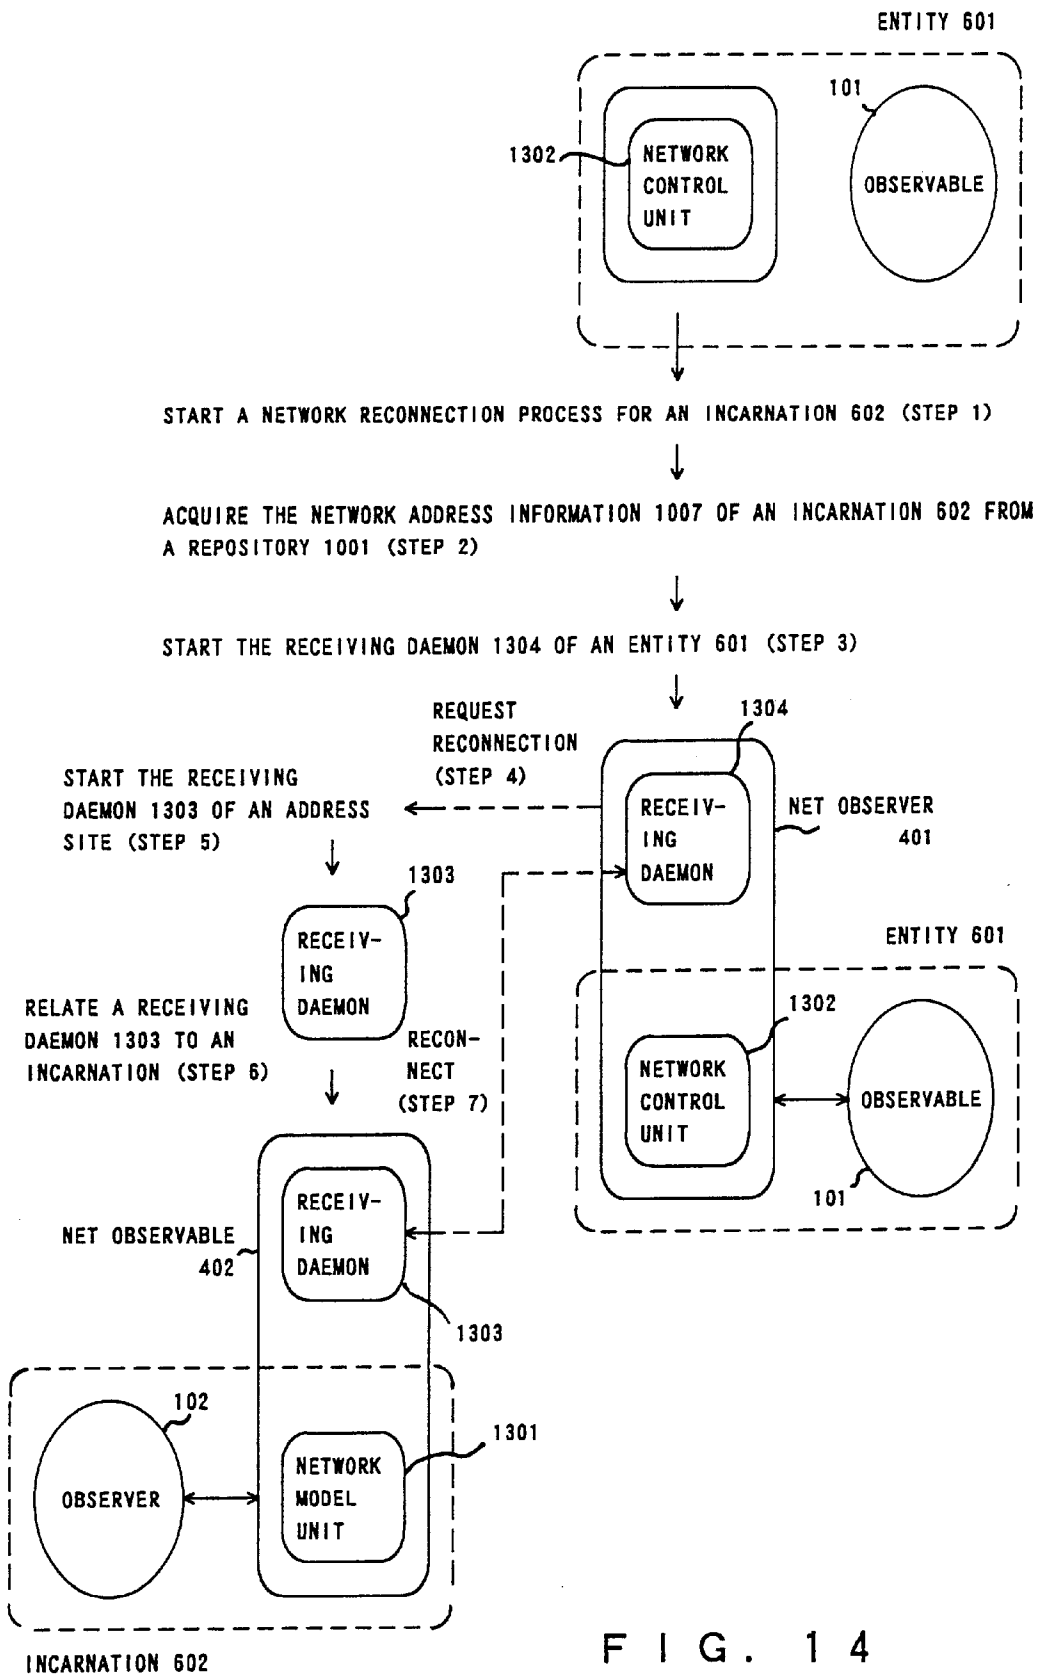 ENTITY 601
101
1302
NETWORK
CONTROL
UNIT
OBSERVABLE
START A NETWORK RECONNECTION PROCESS FOR AN INCARNATION 602 (STEP 1)
ACQUIRE THE NETWORK ADDRESS INFORMATION 1007 OF AN INCARNATION 602 FROM
A REPOSITORY 1001 (STEP 2)
START THE RECEIVING DAEMON 1304 OF AN ENTITY 601 (STEP 3)
REQUEST
RECONNECTION
(STEP 4)
1304
START THE RECEIVING
DAEMON 1303 OF AN ADDRESS
SITE (STEP 5)
RECEIV-
ING
DAEMON
NET OBSERVER
401
1303
RECEIV-
ING
DAEMON
ENTITY 601
RELATE A RECEIVING
DAEMON 1303 TO AN
INCARNATION (STEP 6)
RECON-
NECT
(STEP 7)
1302
NETWORK
CONTROL
UNIT
OBSERVABLE
101
RECEIV-
ING
DAEMON
NET OBSERVABLE
402
1303
102
1301
OBSERVER
NETWORK
MODEL
UNIT
INCARNATION 602
FIG. 14